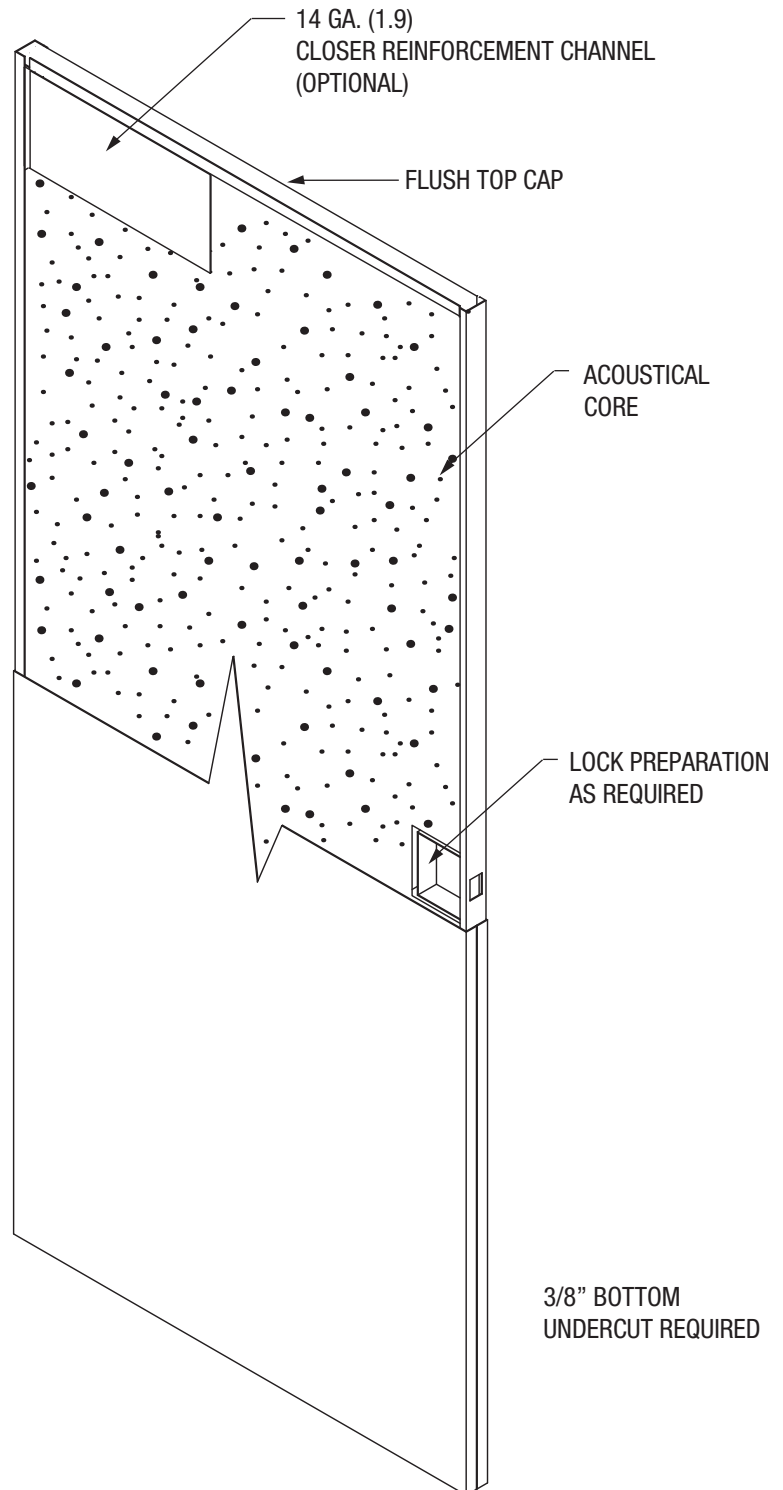 14 GA. (1.9)
CLOSER REINFORCEMENT CHANNEL
(OPTIONAL)
FLUSH TOP CAP
ACOUSTICAL
CORE
LOCK PREPARATION
AS REQUIRED
3/8” BOTTOM
UNDERCUT REQUIRED